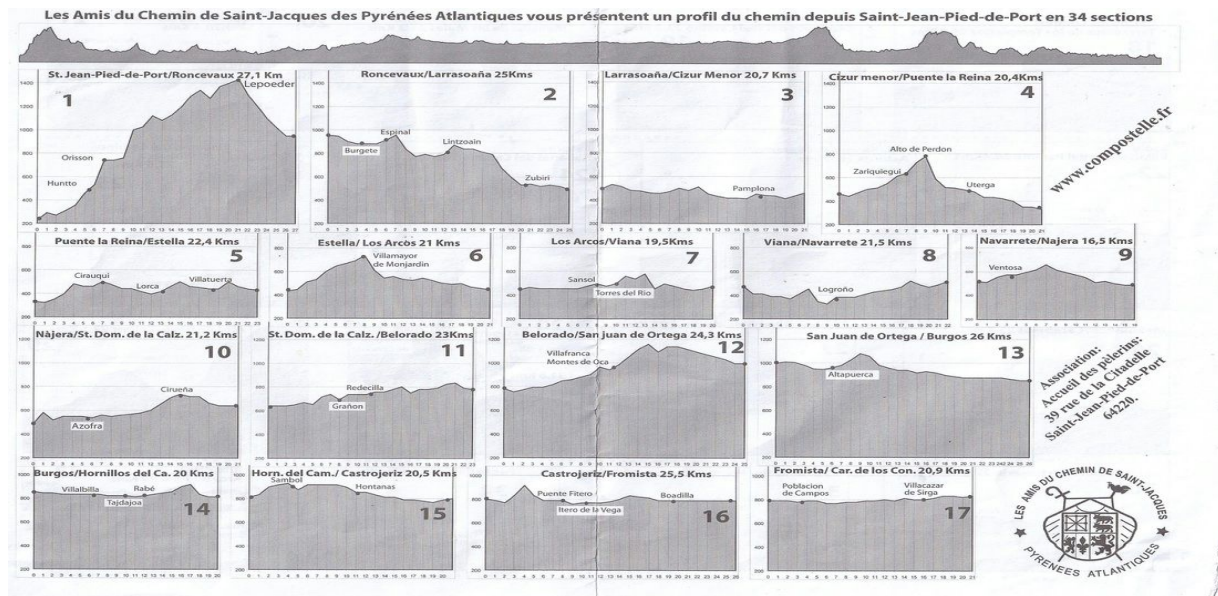 Les Amis du Chemin de Saint-Jacques des Pyrénées Atlantiques vous présentent un profil du chemin depuis Saint-Jean-Pied-de-Port en 34 sections
St. Jean-Pied-de-Port/Roncevaux 27,1 Km
1
Lepoeder
Orisson
Huntto
Roncevaux/Larrasoaña 25Kms
2
Espinal
Burgete
Lintzoain
Zubiri
Larrasoaña/Cizur Menor 20,7 Kms
3
Pamplona
Cizur menor/Puente la Reina 20,4Kms
4
Alto de Perdon
Zariquiegui
Uterga
www.compostelle.fr
Puente la Reina/Estella 22,4 Kms
5
Cirauqui
Lorca
Villatuerta
Estella/ Los Arcos 21 Kms
6
Villamayor
de Monjardin
Los Arcos/Viana 19,5Kms
7
Sansol
Torres del Rio
Viana/Navarrete 21,5 Kms
8
Logroño
Navarrete/Najera 16,5 Kms
9
Ventosa
Nàjera/St. Dom. de la Calz. 21,2 Kms
10
Cirueña
Azofra
St. Dom. de la Calz. /Belorado 23Kms
11
Redecilla
Grañon
Belorado/San juan de Ortega 24,3 Kms
12
Villafranca
Montes de Oca
San Juan de Ortega / Burgos 26 Kms
13
Altapuerca
Association:
Accueil des pèlerins:
39 rue de la Citadelle
Saint-Jean-Pied-de-Port
64220.
Burgos/Hornillos del Ca. 20 Kms
14
Villalbilla
Rabé
Tajdajoa
Horn. del Cam./ Castrojeriz 20,5 Kms
15
Sambol
Hontanas
Castrojeriz/Fromista 25,5 Kms
16
Puente Fitero
Itero de la Vega
Boadilla
Fromista/ Car. de los Con. 20,9 Kms
17
Poblacion
de Campos
Villacazar
de Sirga
LES AMIS DU CHEMIN DE SAINT-JACQUES
PYRENEES ATLANTIQUES